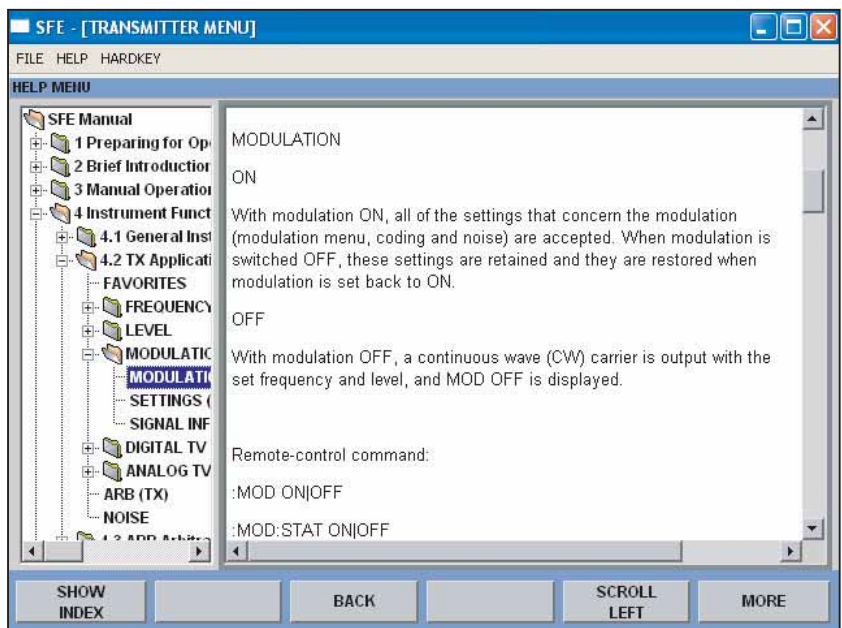 SFE - [TRANSMITTER MENU]
FILE HELP HARDKEY
HELP MENU
SFE Manual
1 Preparing for Op
2 Brief Introduction
3 Manual Operation
4 Instrument Funct
4.1 General Inst
4.2 TX Applicati
FAVORITES
FREQUENCY
LEVEL
MODULATIC
MODULATI
SETTINGS (
SIGNAL INF
DIGITAL TV
ANALOG TV
ARB (TX)
NOISE
MODULATION
ON
With modulation ON, all of the settings that concern the modulation
(modulation menu, coding and noise) are accepted. When modulation is
switched OFF, these settings are retained and they are restored when
modulation is set back to ON.
OFF
With modulation OFF, a continuous wave (CW) carrier is output with the
set frequency and level, and MOD OFF is displayed.
Remote-control command:
:MOD ON|OFF
:MOD:STAT ON|OFF
SHOW
INDEX
BACK
SCROLL
LEFT
MORE